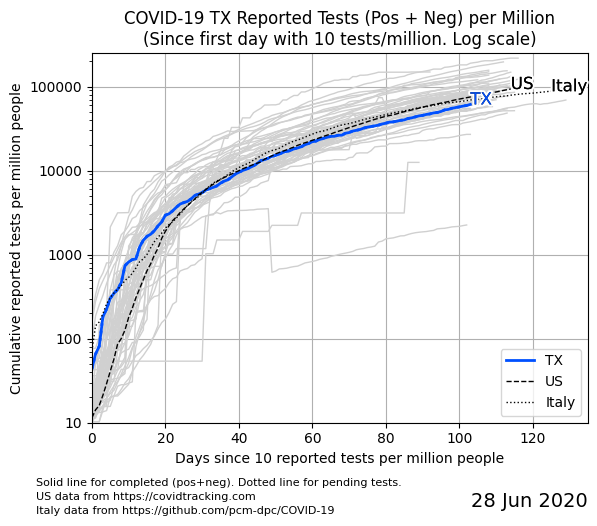 COVID-19 TX Reported Tests (Pos + Neg) per Million
(Since first day with 10 tests/million. Log scale)
Cumulative reported tests per million people
100000
10000
1000
100
10
US
Italy
TX
TX
US
Italy
0 20 40 60 80 100 120
Days since 10 reported tests per million people
Solid line for completed (pos+neg). Dotted line for pending tests.
US data from https://covidtracking.com
Italy data from https://github.com/pcm-dpc/COVID-19
28 Jun 2020